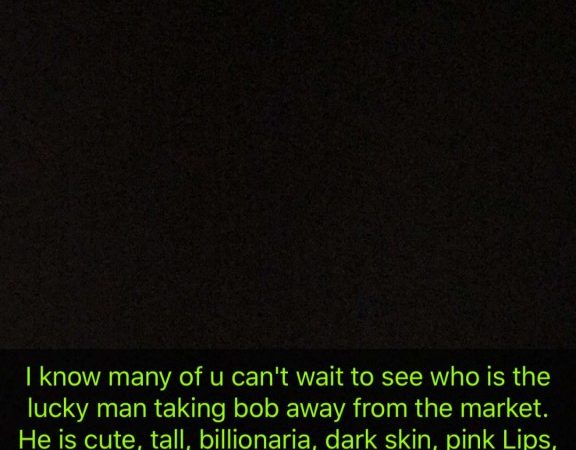 I know many of u can't wait to see who is the
lucky man taking bob away from the market.
He is cute, tall, billionaria, dark skin, pink Lips,